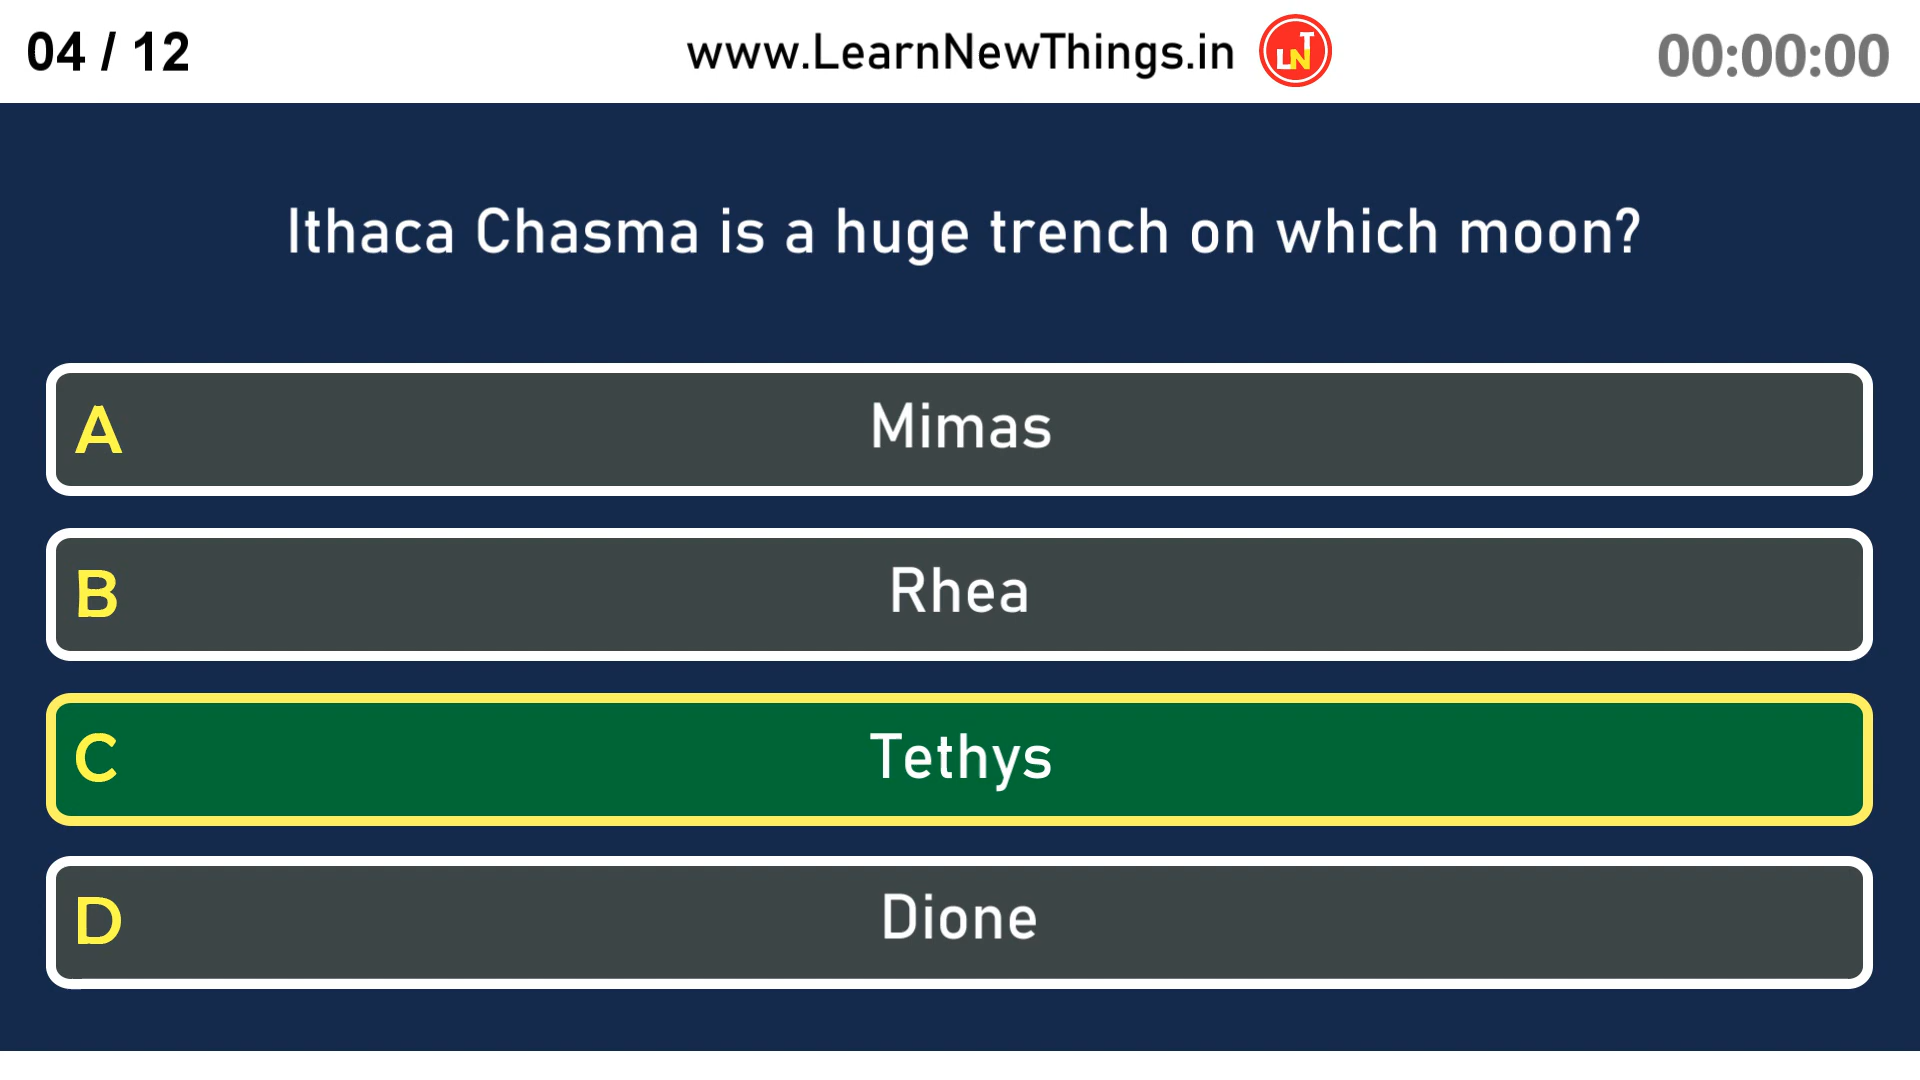 04 / 12
www.LearnNewThings.in
LNT
00:00:00
Ithaca Chasma is a huge trench on which moon?
A Mimas
B Rhea
C Tethys
D Dione